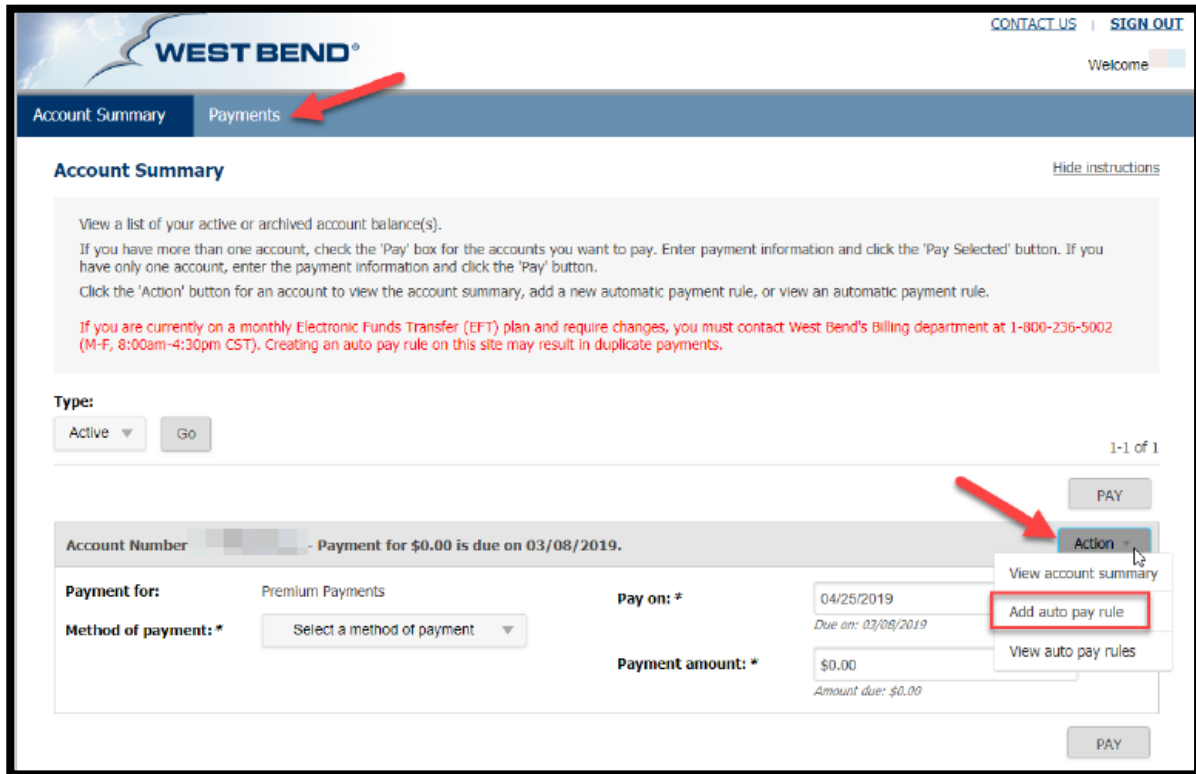 CONTACT US | SIGN OUT
WEST BEND®
Welcome
Account Summary Payments
Account Summary
Hide instructions
View a list of your active or archived account balance(s).
If you have more than one account, check the 'Pay' box for the accounts you want to pay. Enter payment information and click the 'Pay Selected' button. If you
have only one account, enter the payment information and click the 'Pay' button.
Click the 'Action' button for an account to view the account summary, add a new automatic payment rule, or view an automatic payment rule.
If you are currently on a monthly Electronic Funds Transfer (EFT) plan and require changes, you must contact West Bend's Billing department at 1-800-236-5002
(M-F, 8:00am-4:30pm CST). Creating an auto pay rule on this site may result in duplicate payments.
Type:
Active Go
1-1 of 1
PAY
Account Number - Payment for $0.00 is due on 03/08/2019.
Action
View account summary
Add auto pay rule
View auto pay rules
Payment for: Premium Payments
Method of payment: * Select a method of payment
Pay on: * 04/25/2019
Due on: 03/08/2019
Payment amount: * $0.00
Amount due: $0.00
PAY